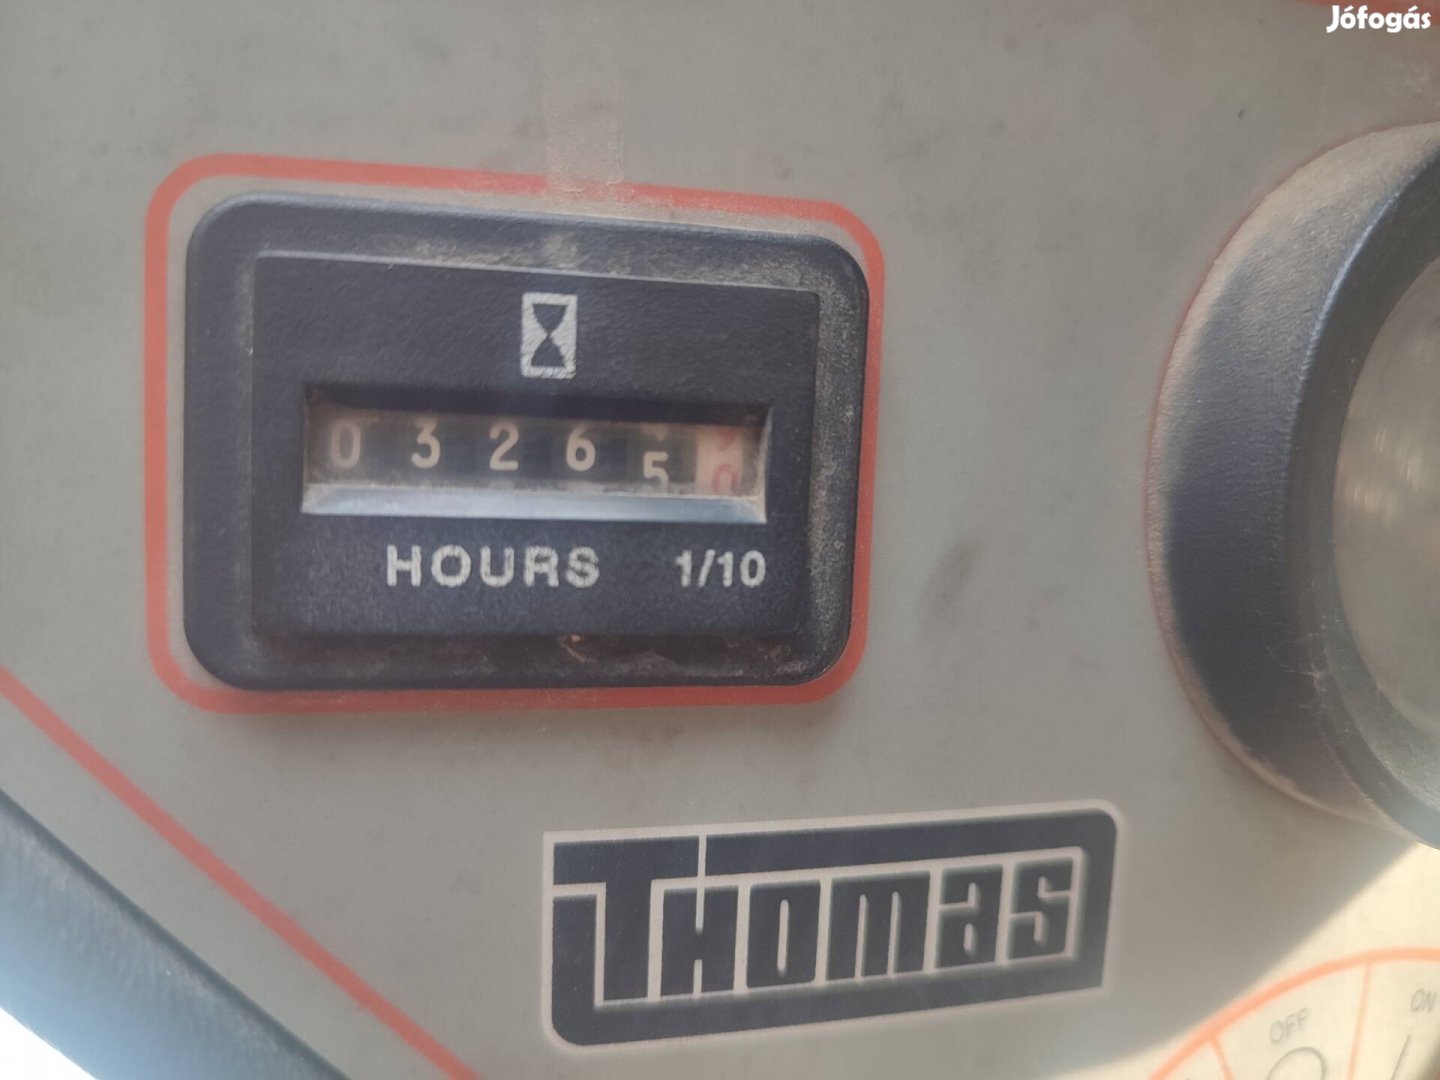 Jófogás
0 3 2 6 5
HOURS 1/10
THOMAS
OFF
ON